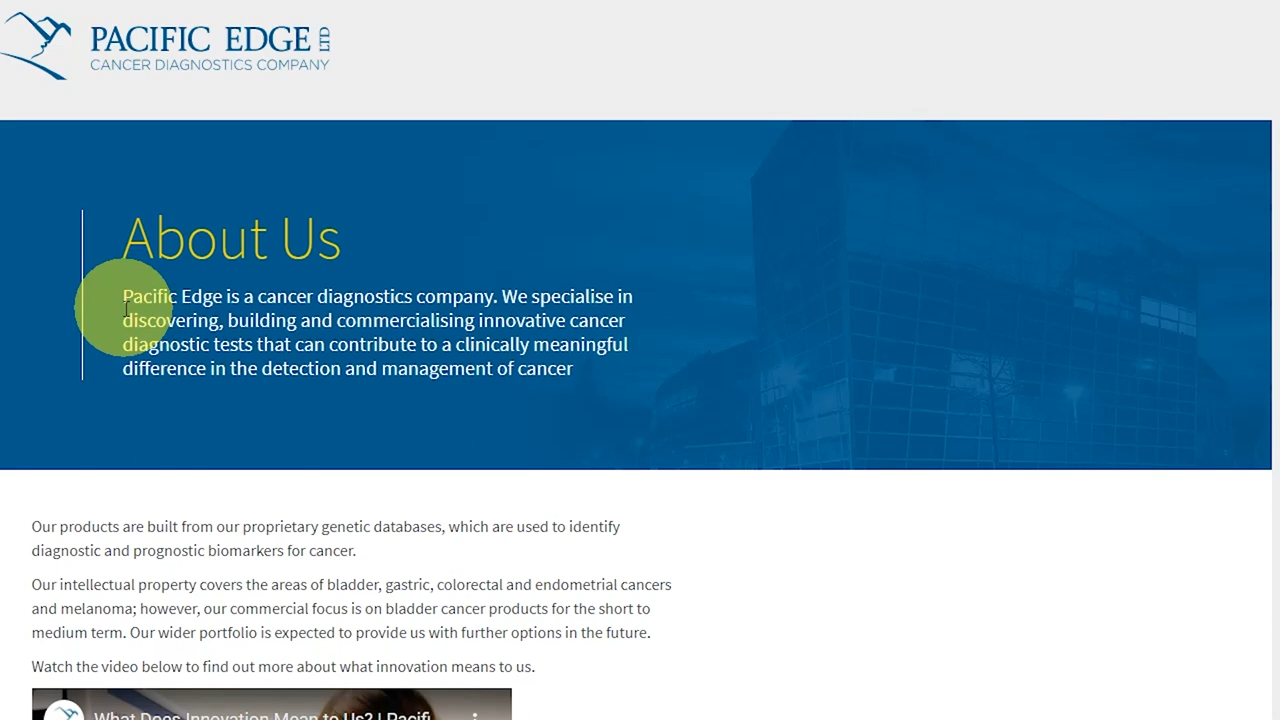 PACIFIC EDGE LTD
CANCER DIAGNOSTICS COMPANY
About Us
Pacific Edge is a cancer diagnostics company. We specialise in
discovering, building and commercialising innovative cancer
diagnostic tests that can contribute to a clinically meaningful
difference in the detection and management of cancer
Our products are built from our proprietary genetic databases, which are used to identify
diagnostic and prognostic biomarkers for cancer.
Our intellectual property covers the areas of bladder, gastric, colorectal and endometrial cancers
and melanoma; however, our commercial focus is on bladder cancer products for the short to
medium term. Our wider portfolio is expected to provide us with further options in the future.
Watch the video below to find out more about what innovation means to us.
What Does Innovation Mean to Us? | Pacifi